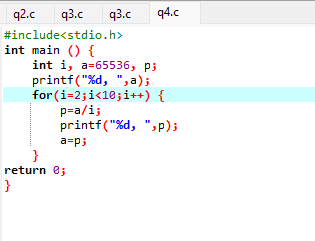 q2.c q3.c q3.c q4.c
#include<stdio.h>
int main () {
    int i, a=65536, p;
    printf("%d, ",a);
    for(i=2;i<10;i++) {
        p=a/i;
        printf("%d, ",p);
        a=p;
    }
return 0;
}